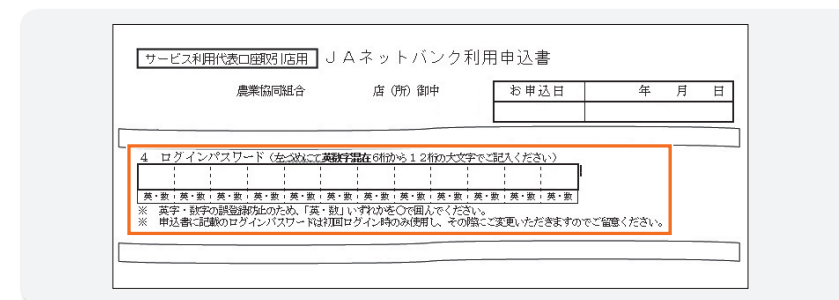 サービス利用代表口座取引店用 ＪＡネットバンク利用申込書
農業協同組合 店（所）御中 お申込日 年 月 日
４ ログインパスワード（左づめにて英数字混在6桁から１２桁の大文字でご記入ください）
英・数 英・数 英・数 英・数 英・数 英・数 英・数 英・数 英・数 英・数 英・数 英・数
※ 英字・数字の誤登録防止のため、「英・数」いずれかを○で囲んでください。
※ 申込書に記載のログインパスワードは初回ログイン時のみ使用し、その際にご変更いただきますのでご留意ください。